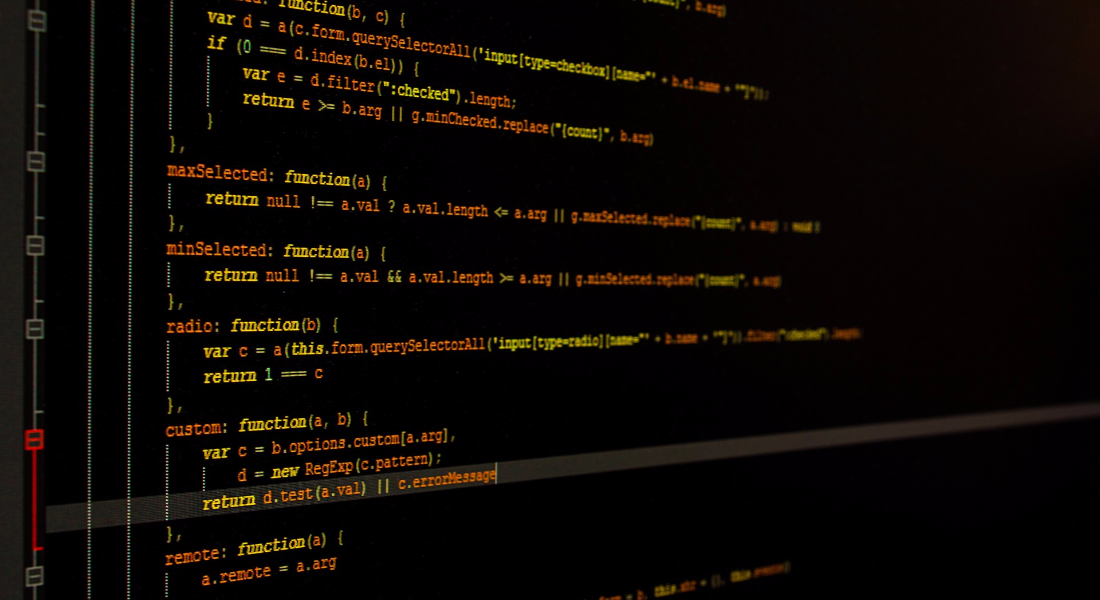 function(b, c) {
var d = a(c.form.querySelectorAll('input[type=checkbox][name="' + b.el.name + '"]'));
if (0 === d.index(b.el)) {
var e = d.filter(":checked").length;
return e >= b.arg || g.minChecked.replace("{count}", b.arg)
}
},
maxSelected: function(a) {
return null !== a.val ? a.val.length <= a.arg || g.maxSelected.replace("{count}", a.arg) : void
},
minSelected: function(a) {
return null !== a.val && a.val.length >= a.arg || g.minSelected.replace("{count}", a.arg)
},
radio: function(b) {
var c = a(this.form.querySelectorAll('input[type=radio][name="' + b.name + '"]')).filter(":checked").length;
return 1 === c
},
custom: function(a, b) {
var c = b.options.custom[a.arg],
d = new RegExp(c.pattern);
return d.test(a.val) || c.errorMessage
},
remote: function(a) {
a.remote = a.arg